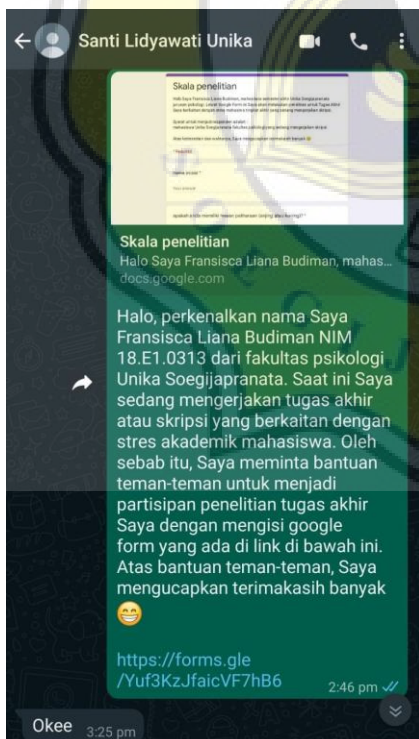 Santi Lidyawati Unika
Skala penelitian
Skala penelitian
Halo Saya Fransisca Liana Budiman, mahas...
docs.google.com
Halo, perkenalkan nama Saya
Fransisca Liana Budiman NIM
18.E1.0313 dari fakultas psikologi
Unika Soegijapranata. Saat ini Saya
sedang mengerjakan tugas akhir
atau skripsi yang berkaitan dengan
stres akademik mahasiswa. Oleh
sebab itu, Saya meminta bantuan
teman-teman untuk menjadi
partisipan penelitian tugas akhir
Saya dengan mengisi google
form yang ada di link di bawah ini.
Atas bantuan teman-teman, Saya
mengucapkan terimakasih banyak
😁
https://forms.gle
/Yuf3KzJfaicVF7hB6 2:46 pm
Okee 3:25 pm